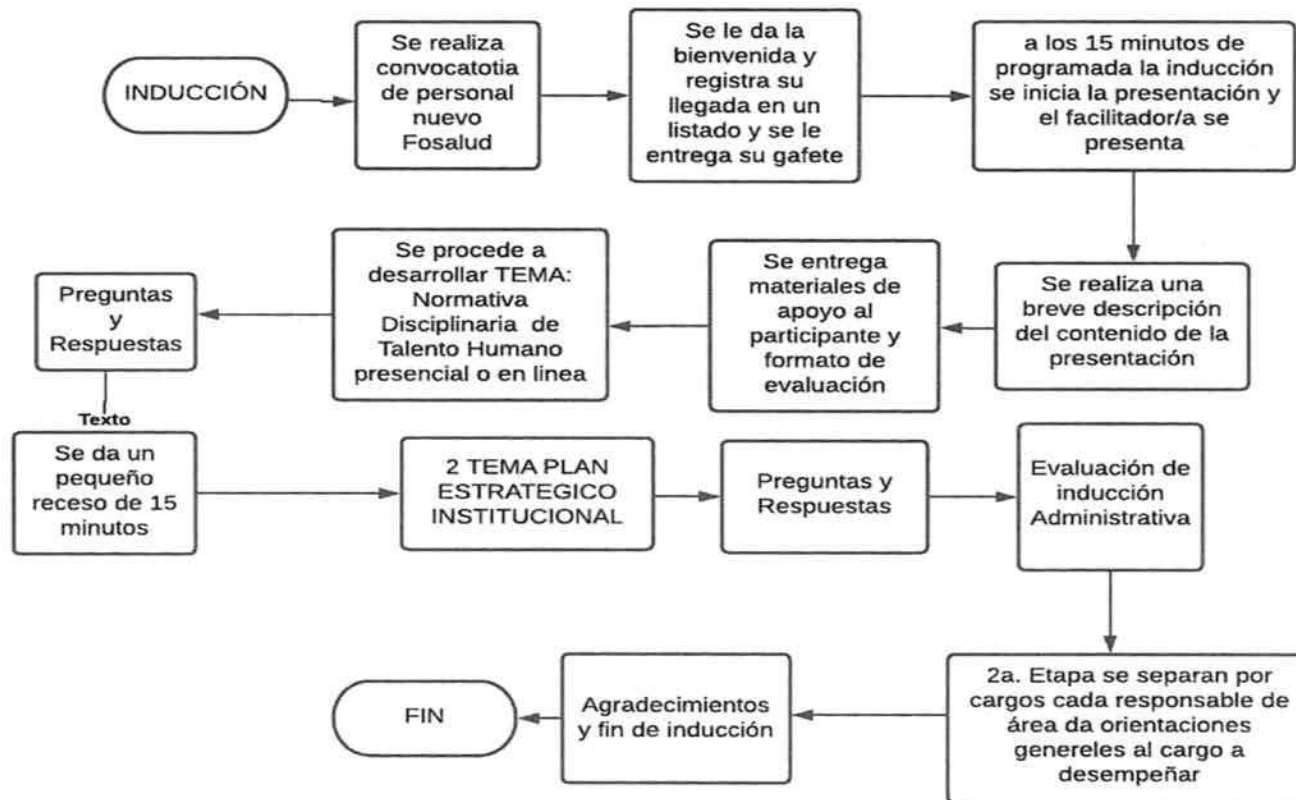 INDUCCIÓN
Se realiza
convocatotia
de personal
nuevo
Fosalud
Se le da la
bienvenida y
registra su
llegada en un
listado y se le
entrega su gafete
a los 15 minutos de
programada la inducción
se inicia la presentación y
el facilitador/a se
presenta
Se realiza una
breve descripción
del contenido de la
presentación
Se entrega
materiales de
apoyo al
participante y
formato de
evaluación
Se procede a
desarrollar TEMA:
Normativa
Disciplinaria de
Talento Humano
presencial o en linea
Preguntas
y
Respuestas
Texto
Se da un
pequeño
receso de 15
minutos
2 TEMA PLAN
ESTRATEGICO
INSTITUCIONAL
Preguntas y
Respuestas
Evaluación de
inducción
Administrativa
2a. Etapa se separan por
cargos cada responsable de
área da orientaciones
genereles al cargo a
desempeñar
Agradecimientos
y fin de inducción
FIN